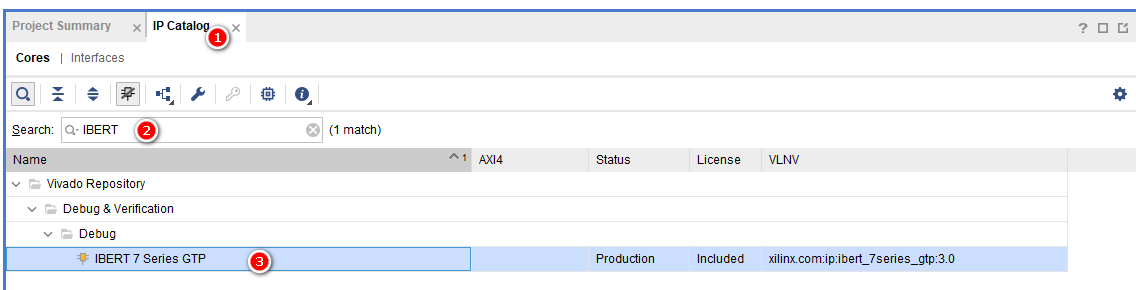 Project Summary × IP Catalog × ? 
1
Cores | Interfaces
Search: IBERT (1 match)
2
Name 1 AXI4 Status License VLNV
Vivado Repository
Debug & Verification
Debug
IBERT 7 Series GTP Production Included xilinx.com:ip:ibert_7series_gtp:3.0
3